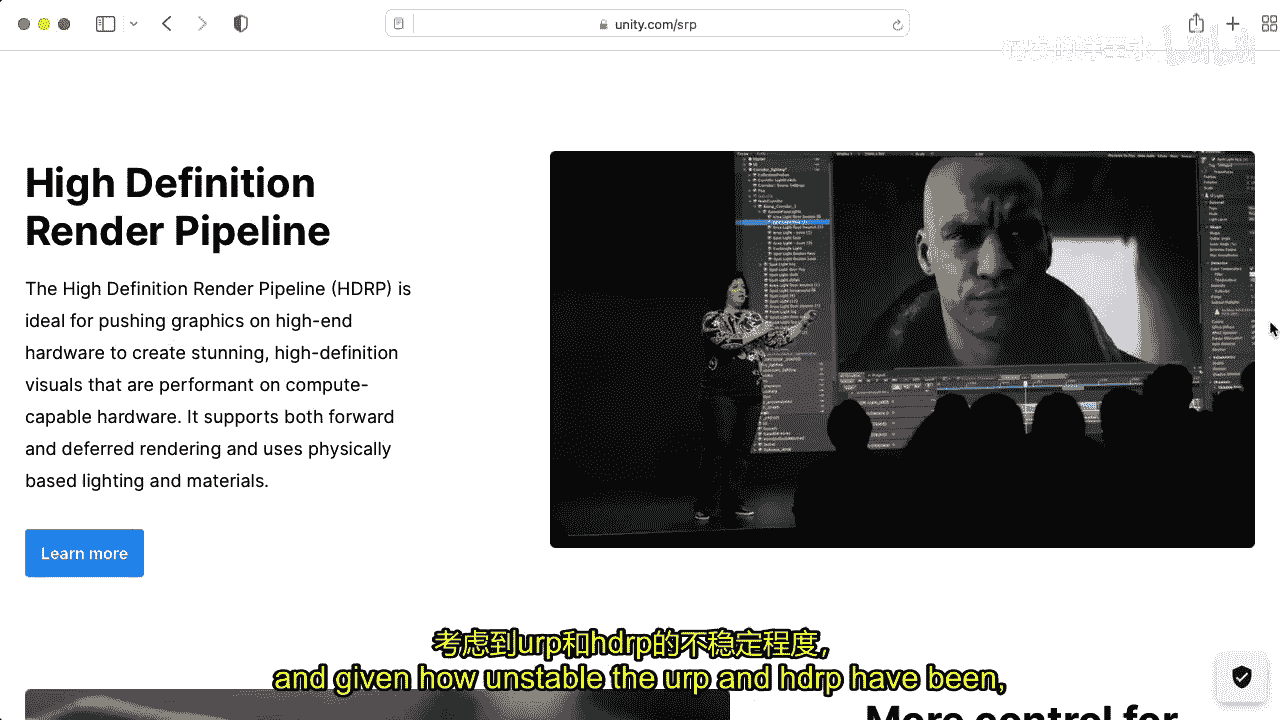 unity.com/srp
High Definition
Render Pipeline
The High Definition Render Pipeline (HDRP) is
ideal for pushing graphics on high-end
hardware to create stunning, high-definition
visuals that are performant on compute-
capable hardware. It supports both forward
and deferred rendering and uses physically
based lighting and materials.
Learn more
考虑到urp和hdrp的不稳定程度,
and given how unstable the urp and hdrp have been,
More control for